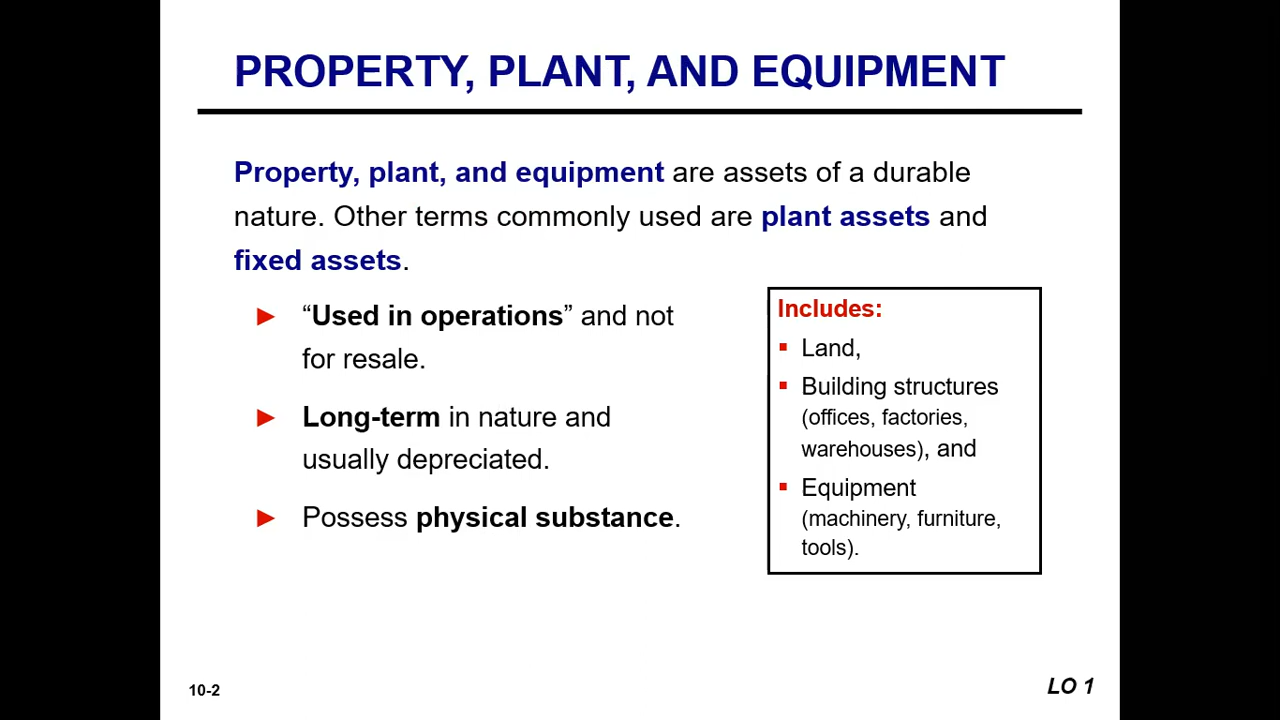 PROPERTY, PLANT, AND EQUIPMENT
Property, plant, and equipment are assets of a durable
nature. Other terms commonly used are plant assets and
fixed assets.
► “Used in operations” and not
for resale.
► Long-term in nature and
usually depreciated.
► Possess physical substance.
Includes:
▪ Land,
▪ Building structures
(offices, factories,
warehouses), and
▪ Equipment
(machinery, furniture,
tools).
10-2
LO 1